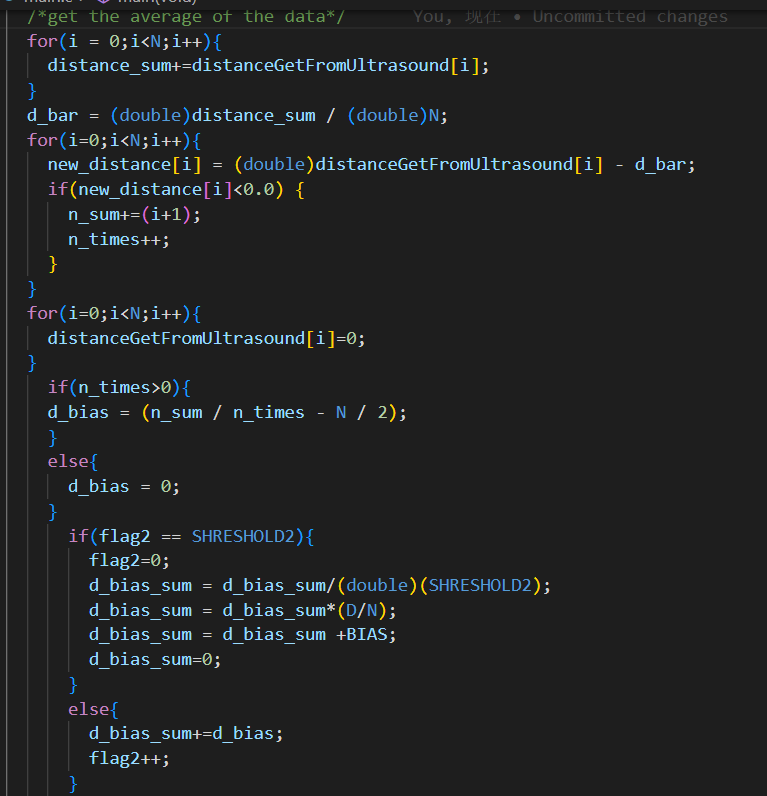 /*get the average of the data*/ You, 现在 • Uncommitted changes
for(i = 0;i<N;i++){
distance_sum+=distanceGetFromUltrasound[i];
}
d_bar = (double)distance_sum / (double)N;
for(i=0;i<N;i++){
new_distance[i] = (double)distanceGetFromUltrasound[i] - d_bar;
if(new_distance[i]<0.0) {
n_sum+=(i+1);
n_times++;
}
}
for(i=0;i<N;i++){
distanceGetFromUltrasound[i]=0;
}
if(n_times>0){
d_bias = (n_sum / n_times - N / 2);
}
else{
d_bias = 0;
}
if(flag2 == SHRESHOLD2){
flag2=0;
d_bias_sum = d_bias_sum/(double)(SHRESHOLD2);
d_bias_sum = d_bias_sum*(D/N);
d_bias_sum = d_bias_sum +BIAS;
d_bias_sum=0;
}
else{
d_bias_sum+=d_bias;
flag2++;
}